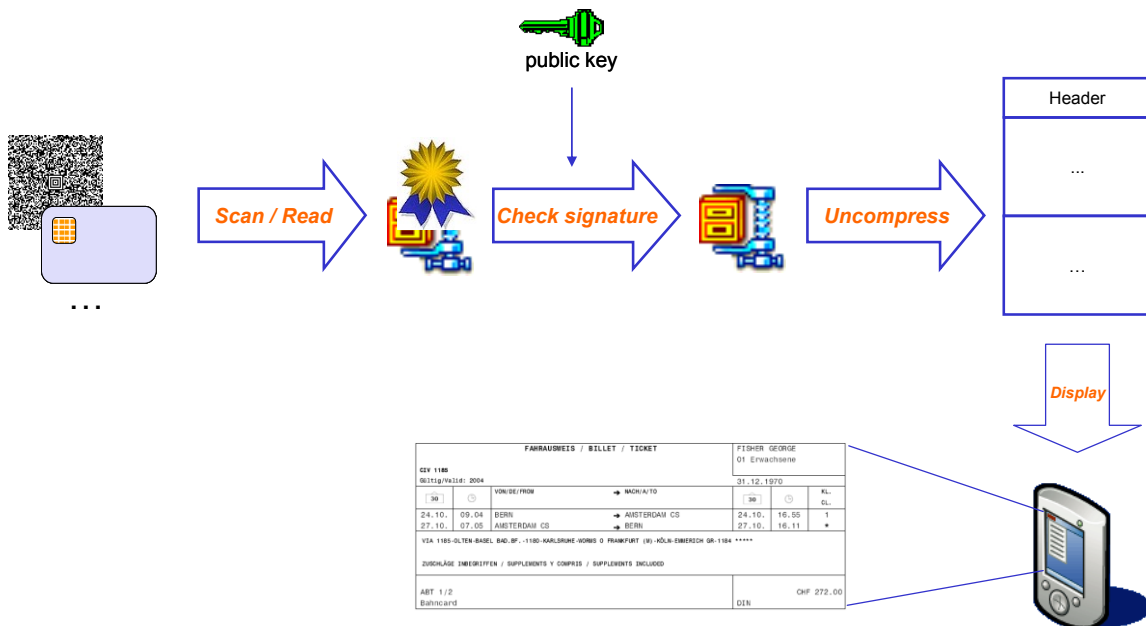 public key
Header
...
Scan / Read
Check signature
Uncompress
...
...
Display
FAHRAUSWEIS / BILLET / TICKET
FISHER GEORGE
01 Erwachsene
CIV 1185
Gültig/Valid: 2004
31.12.1970
30
VON/DE/FROM
➔ NACH/A/TO
30
KL.
CL.
24.10. 09.04 BERN ➔ AMSTERDAM CS 24.10. 16.55 1
27.10. 07.05 AMSTERDAM CS ➔ BERN 27.10. 16.11 *
VIA 1185-OLTEN-BASEL BAD.BF.-1180-KARLSRUHE-WORMS O FRANKFURT (M)-KÖLN-EMMERICH GR-1184 *****
ZUSCHLÄGE INBEGRIFFEN / SUPPLEMENTS Y COMPRIS / SUPPLEMENTS INCLUDED
ABT 1/2
CHF 272.00
Bahncard
DIN